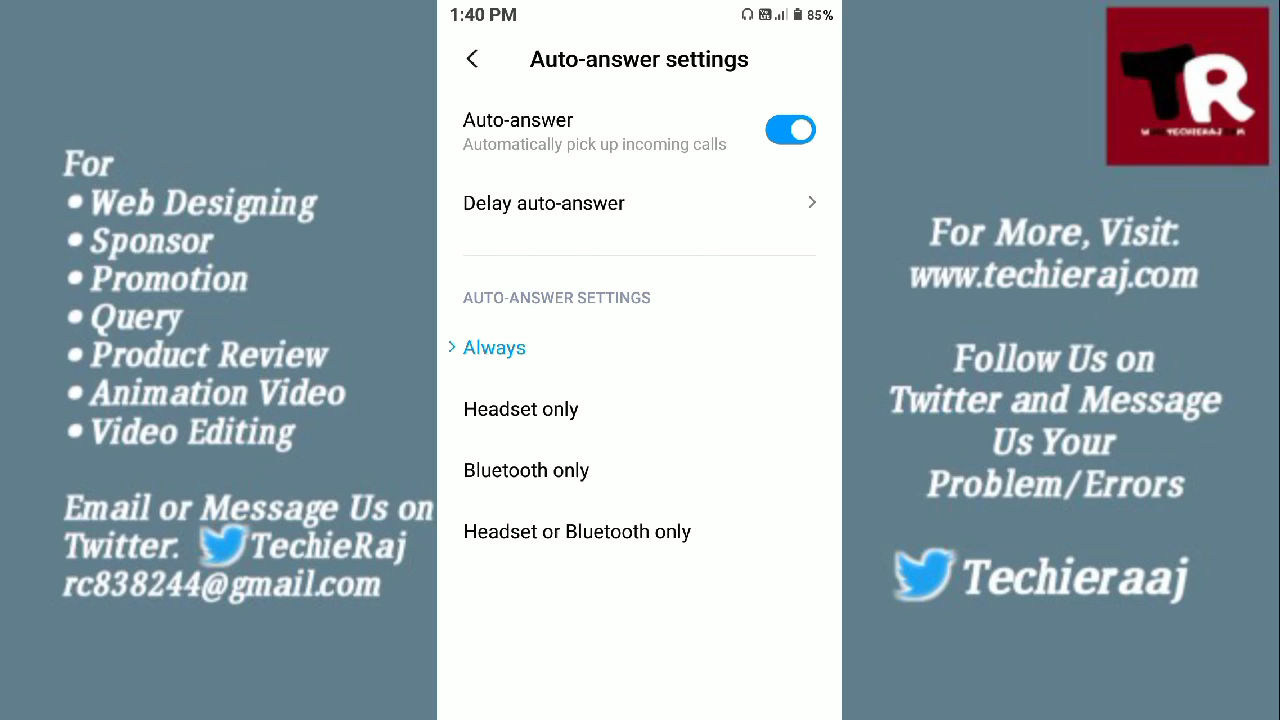 For
• Web Designing
• Sponsor
• Promotion
• Query
• Product Review
• Animation Video
• Video Editing
Email or Message Us on
Twitter. TechieRaj
rc838244@gmail.com
1:40 PM
85%
Auto-answer settings
Auto-answer
Automatically pick up incoming calls
Delay auto-answer
AUTO-ANSWER SETTINGS
Always
Headset only
Bluetooth only
Headset or Bluetooth only
TR
For More, Visit:
www.techieraj.com
Follow Us on
Twitter and Message
Us Your
Problem/Errors
Techieraaj